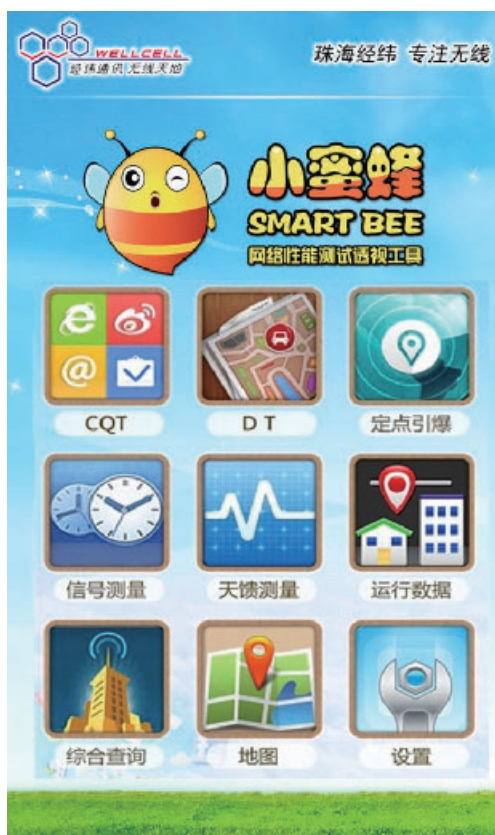 WELLCELL
经纬通讯 无线天地
珠海经纬 专注无线
小蜜蜂
SMART BEE
网络性能测试透视工具
CQT
D T
定点引爆
信号测量
天馈测量
运行数据
综合查询
地图
设置